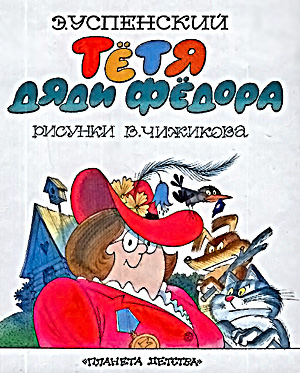 Э.УСПЕНСКИЙ
ТЁТЯ
ДЯДИ ФЁДОРА
РИСУНКИ В.ЧИЖИКОВА
«ПЛАНЕТА ДЕТСТВА»